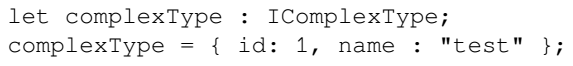 let complexType : IComplexType;
complexType = { id: 1, name : "test" };